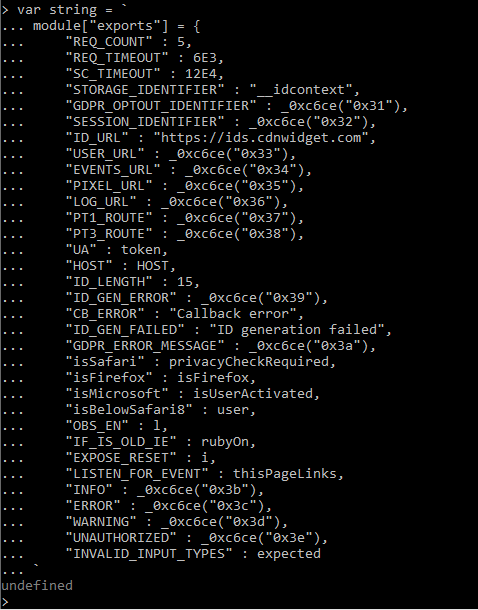 > var string = `
... module["exports"] = {
...     "REQ_COUNT" : 5,
...     "REQ_TIMEOUT" : 6E3,
...     "SC_TIMEOUT" : 12E4,
...     "STORAGE_IDENTIFIER" : "__idcontext",
...     "GDPR_OPTOUT_IDENTIFIER" : _0xc6ce("0x31"),
...     "SESSION_IDENTIFIER" : _0xc6ce("0x32"),
...     "ID_URL" : "https://ids.cdnwidget.com",
...     "USER_URL" : _0xc6ce("0x33"),
...     "EVENTS_URL" : _0xc6ce("0x34"),
...     "PIXEL_URL" : _0xc6ce("0x35"),
...     "LOG_URL" : _0xc6ce("0x36"),
...     "PT1_ROUTE" : _0xc6ce("0x37"),
...     "PT3_ROUTE" : _0xc6ce("0x38"),
...     "UA" : token,
...     "HOST" : HOST,
...     "ID_LENGTH" : 15,
...     "ID_GEN_ERROR" : _0xc6ce("0x39"),
...     "CB_ERROR" : "Callback error",
...     "ID_GEN_FAILED" : "ID generation failed",
...     "GDPR_ERROR_MESSAGE" : _0xc6ce("0x3a"),
...     "isSafari" : privacyCheckRequired,
...     "isFirefox" : isFirefox,
...     "isMicrosoft" : isUserActivated,
...     "isBelowSafari8" : user,
...     "OBS_EN" : l,
...     "IF_IS_OLD_IE" : rubyOn,
...     "EXPOSE_RESET" : i,
...     "LISTEN_FOR_EVENT" : thisPageLinks,
...     "INFO" : _0xc6ce("0x3b"),
...     "ERROR" : _0xc6ce("0x3c"),
...     "WARNING" : _0xc6ce("0x3d"),
...     "UNAUTHORIZED" : _0xc6ce("0x3e"),
...     "INVALID_INPUT_TYPES" : expected
... `
undefined
>